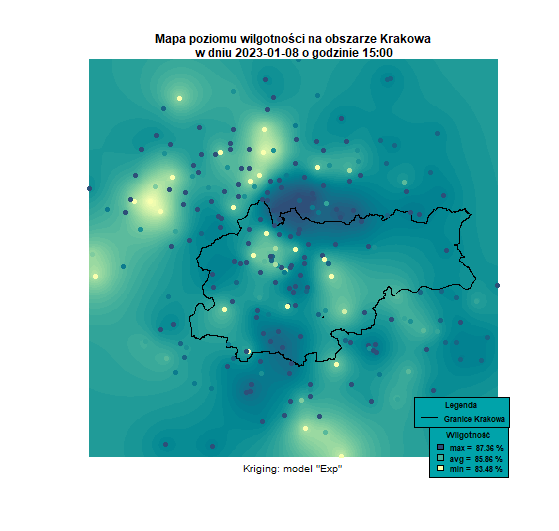 Mapa poziomu wilgotności na obszarze Krakowa
w dniu 2023-01-08 o godzinie 15:00
Legenda
Granice Krakowa
Wilgotność
max = 87.36 %
avg = 85.86 %
min = 83.48 %
Kriging: model "Exp"